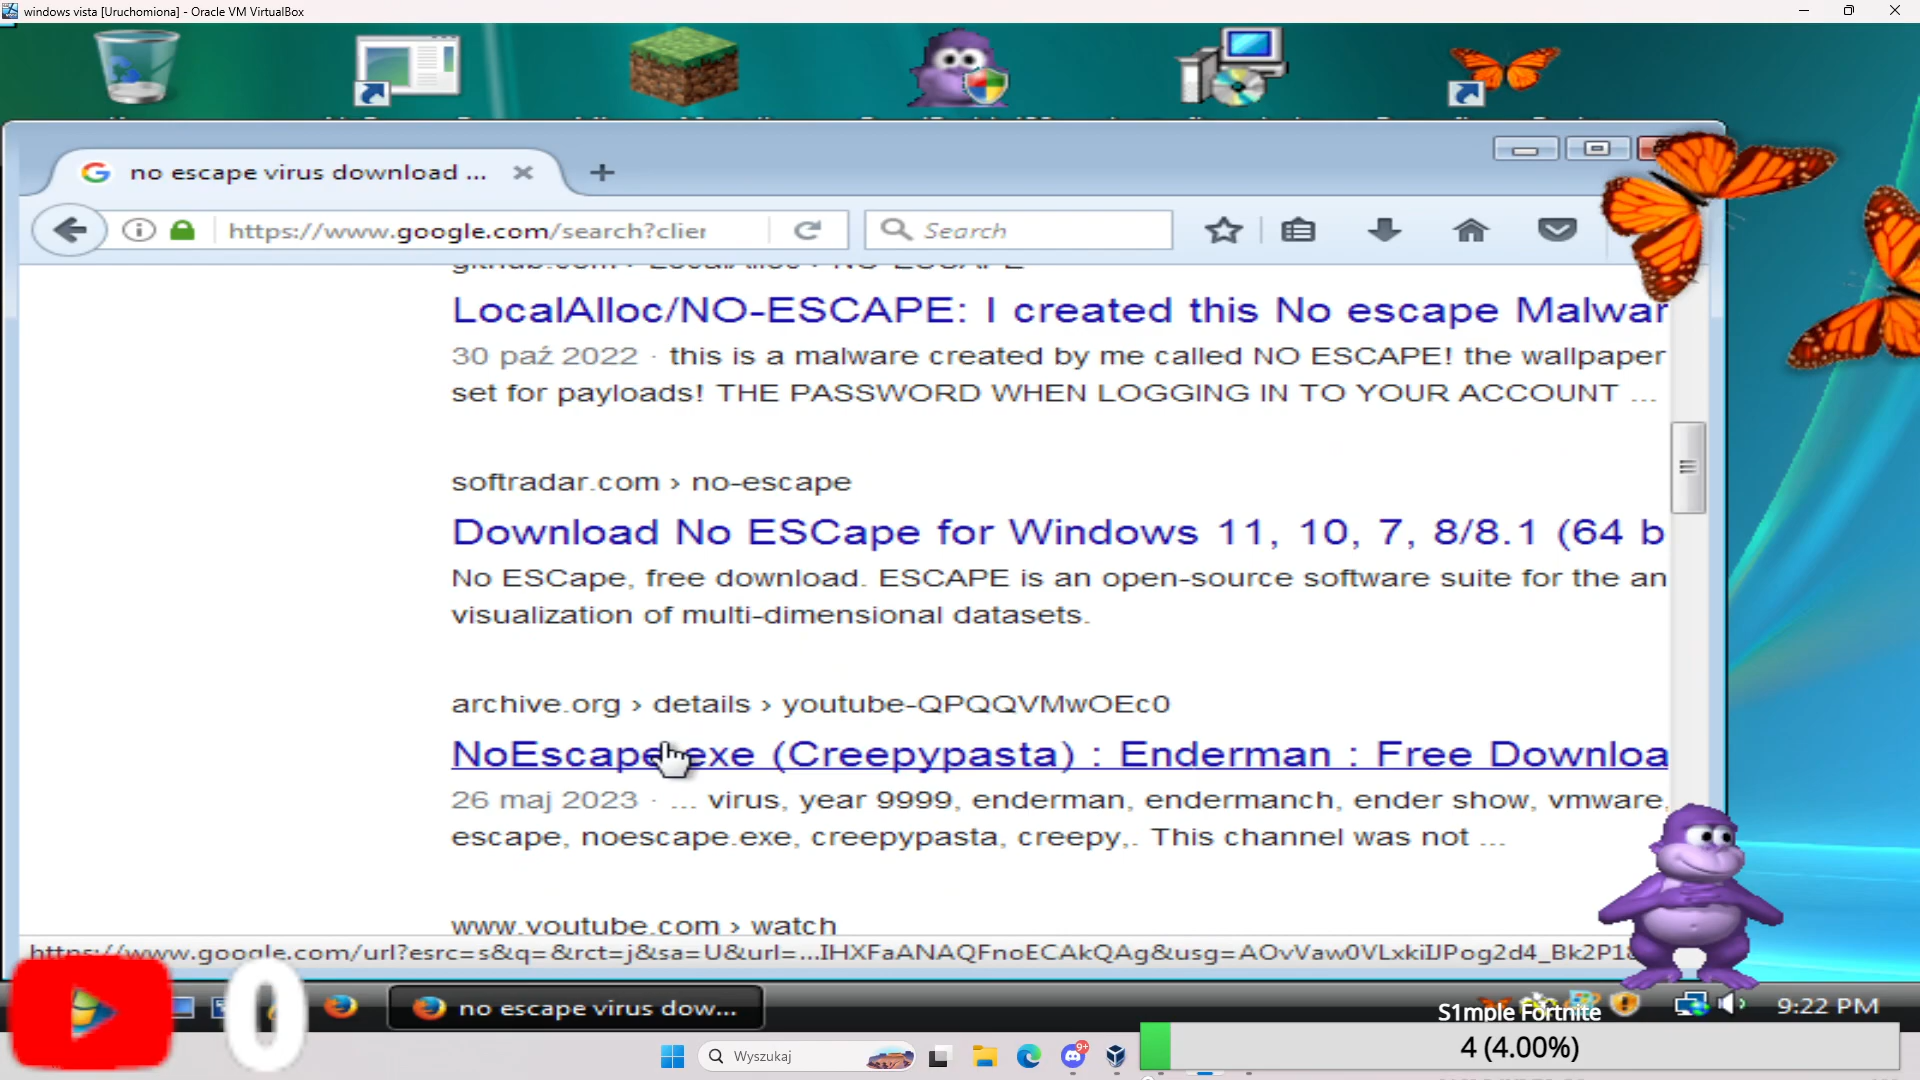 windows vista [Uruchomiona] - Oracle VM VirtualBox
no escape virus download ...
https://www.google.com/search?clier
Search
LocalAlloc/NO-ESCAPE: I created this No escape Malwar
30 paź 2022 · this is a malware created by me called NO ESCAPE! the wallpaper
set for payloads! THE PASSWORD WHEN LOGGING IN TO YOUR ACCOUNT ...
softradar.com › no-escape
Download No ESCape for Windows 11, 10, 7, 8/8.1 (64 b
No ESCape, free download. ESCAPE is an open-source software suite for the an
visualization of multi-dimensional datasets.
archive.org › details › youtube-QPQQVMwOEc0
NoEscape.exe (Creepypasta) : Enderman : Free Downloa
26 maj 2023 · ... virus, year 9999, enderman, endermanch, ender show, vmware,
escape, noescape.exe, creepypasta, creepy,. This channel was not ...
www.youtube.com › watch
https://www.google.com/url?esrc=s&q=&rct=j&sa=U&url=...IHXFaANAQFnoECAkQAg&usg=AOvVaw0VLxkiIJPog2d4_Bk2P18
0
no escape virus dow...
S1mple Fortnite
9:22 PM
Wyszukaj
9+
4 (4.00%)